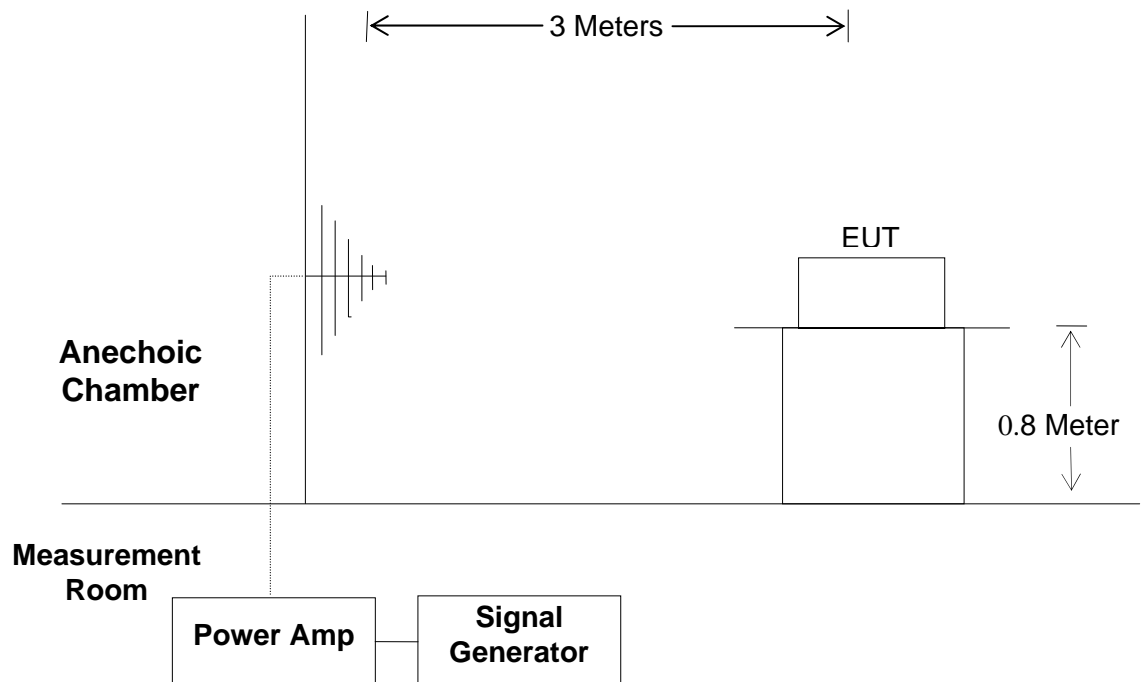 3 Meters
EUT
Anechoic
Chamber
0.8 Meter
Measurement
Room
Power Amp
Signal
Generator